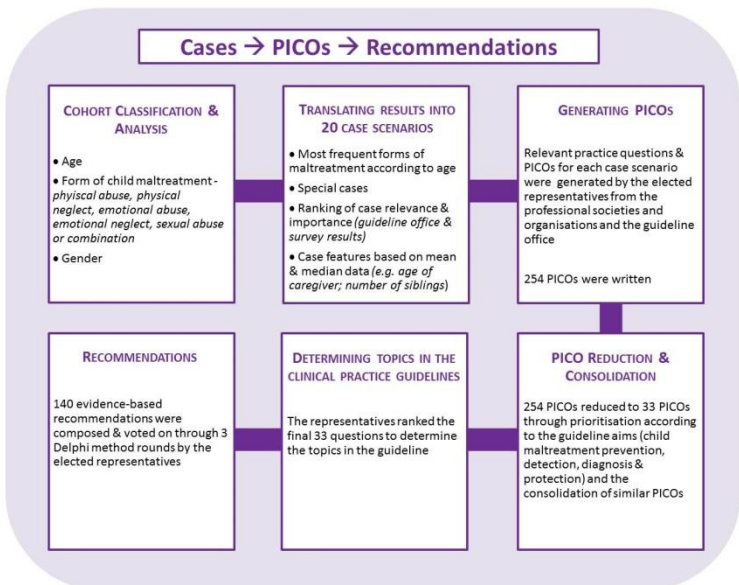 Cases → PICOs → Recommendations
COHORT CLASSIFICATION &
ANALYSIS
• Age
• Form of child maltreatment -
phyiscal abuse, physical
neglect, emotional abuse,
emotional neglect, sexual abuse
or combination
• Gender
TRANSLATING RESULTS INTO
20 CASE SCENARIOS
• Most frequent forms of
maltreatment according to age
• Special cases
• Ranking of case relevance &
importance (guideline office &
survey results)
• Case features based on mean
& median data (e.g. age of
caregiver; number of siblings)
GENERATING PICOS
Relevant practice questions &
PICOs for each case scenario
were generated by the elected
representatives from the
professional societies and
organisations and the guideline
office
254 PICOs were written
RECOMMENDATIONS
140 evidence-based
recommendations were
composed & voted on through 3
Delphi method rounds by the
elected representatives
DETERMINING TOPICS IN THE
CLINICAL PRACTICE GUIDELINES
The representatives ranked the
final 33 questions to determine
the topics in the guideline
PICO REDUCTION &
CONSOLIDATION
254 PICOs reduced to 33 PICOs
through prioritisation according
to the guideline aims (child
maltreatment prevention,
detection, diagnosis &
protection) and the
consolidation of similar PICOs